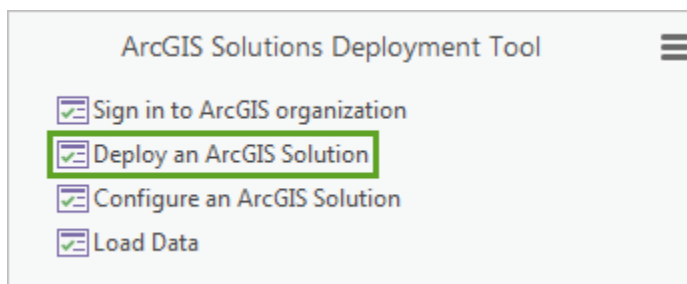 ArcGIS Solutions Deployment Tool
Sign in to ArcGIS organization
Deploy an ArcGIS Solution
Configure an ArcGIS Solution
Load Data